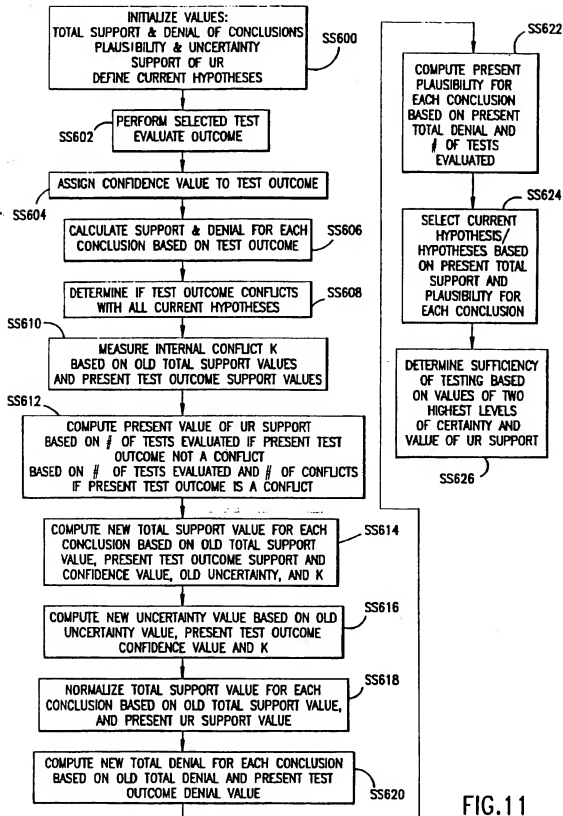 INITIALIZE VALUES:
TOTAL SUPPORT & DENIAL OF CONCLUSIONS
PLAUSIBILITY & UNCERTAINTY
SUPPORT OF UR
DEFINE CURRENT HYPOTHESES
SS600
PERFORM SELECTED TEST
EVALUATE OUTCOME
SS602
ASSIGN CONFIDENCE VALUE TO TEST OUTCOME
SS604
CALCULATE SUPPORT & DENIAL FOR EACH
CONCLUSION BASED ON TEST OUTCOME
SS606
DETERMINE IF TEST OUTCOME CONFLICTS
WITH ALL CURRENT HYPOTHESES
SS608
SS610
MEASURE INTERNAL CONFLICT K
BASED ON OLD TOTAL SUPPORT VALUES
AND PRESENT TEST OUTCOME SUPPORT VALUES
SS612
COMPUTE PRESENT VALUE OF UR SUPPORT
BASED ON # OF TESTS EVALUATED IF PRESENT TEST
OUTCOME NOT A CONFLICT
BASED ON # OF TESTS EVALUATED AND # OF CONFLICTS
IF PRESENT TEST OUTCOME IS A CONFLICT
COMPUTE NEW TOTAL SUPPORT VALUE FOR EACH
CONCLUSION BASED ON OLD TOTAL SUPPORT
VALUE, PRESENT TEST OUTCOME SUPPORT AND
CONFIDENCE VALUE, OLD UNCERTAINTY, AND K
SS614
COMPUTE NEW UNCERTAINTY VALUE BASED ON OLD
UNCERTAINTY VALUE, PRESENT TEST OUTCOME
CONFIDENCE VALUE AND K
SS616
NORMALIZE TOTAL SUPPORT VALUE FOR EACH
CONCLUSION BASED ON OLD TOTAL SUPPORT VALUE,
AND PRESENT UR SUPPORT VALUE
SS618
COMPUTE NEW TOTAL DENIAL FOR EACH CONCLUSION
BASED ON OLD TOTAL DENIAL AND PRESENT TEST
OUTCOME DENIAL VALUE
SS620
SS622
COMPUTE PRESENT
PLAUSIBILITY FOR
EACH CONCLUSION
BASED ON PRESENT
TOTAL DENIAL AND
# OF TESTS
EVALUATED
SS624
SELECT CURRENT
HYPOTHESIS/
HYPOTHESES BASED
ON PRESENT TOTAL
SUPPORT AND
PLAUSIBILITY FOR
EACH CONCLUSION
DETERMINE SUFFICIENCY
OF TESTING BASED
ON VALUES OF TWO
HIGHEST LEVELS
OF CERTAINTY AND
VALUE OF UR SUPPORT
SS626
FIG.11